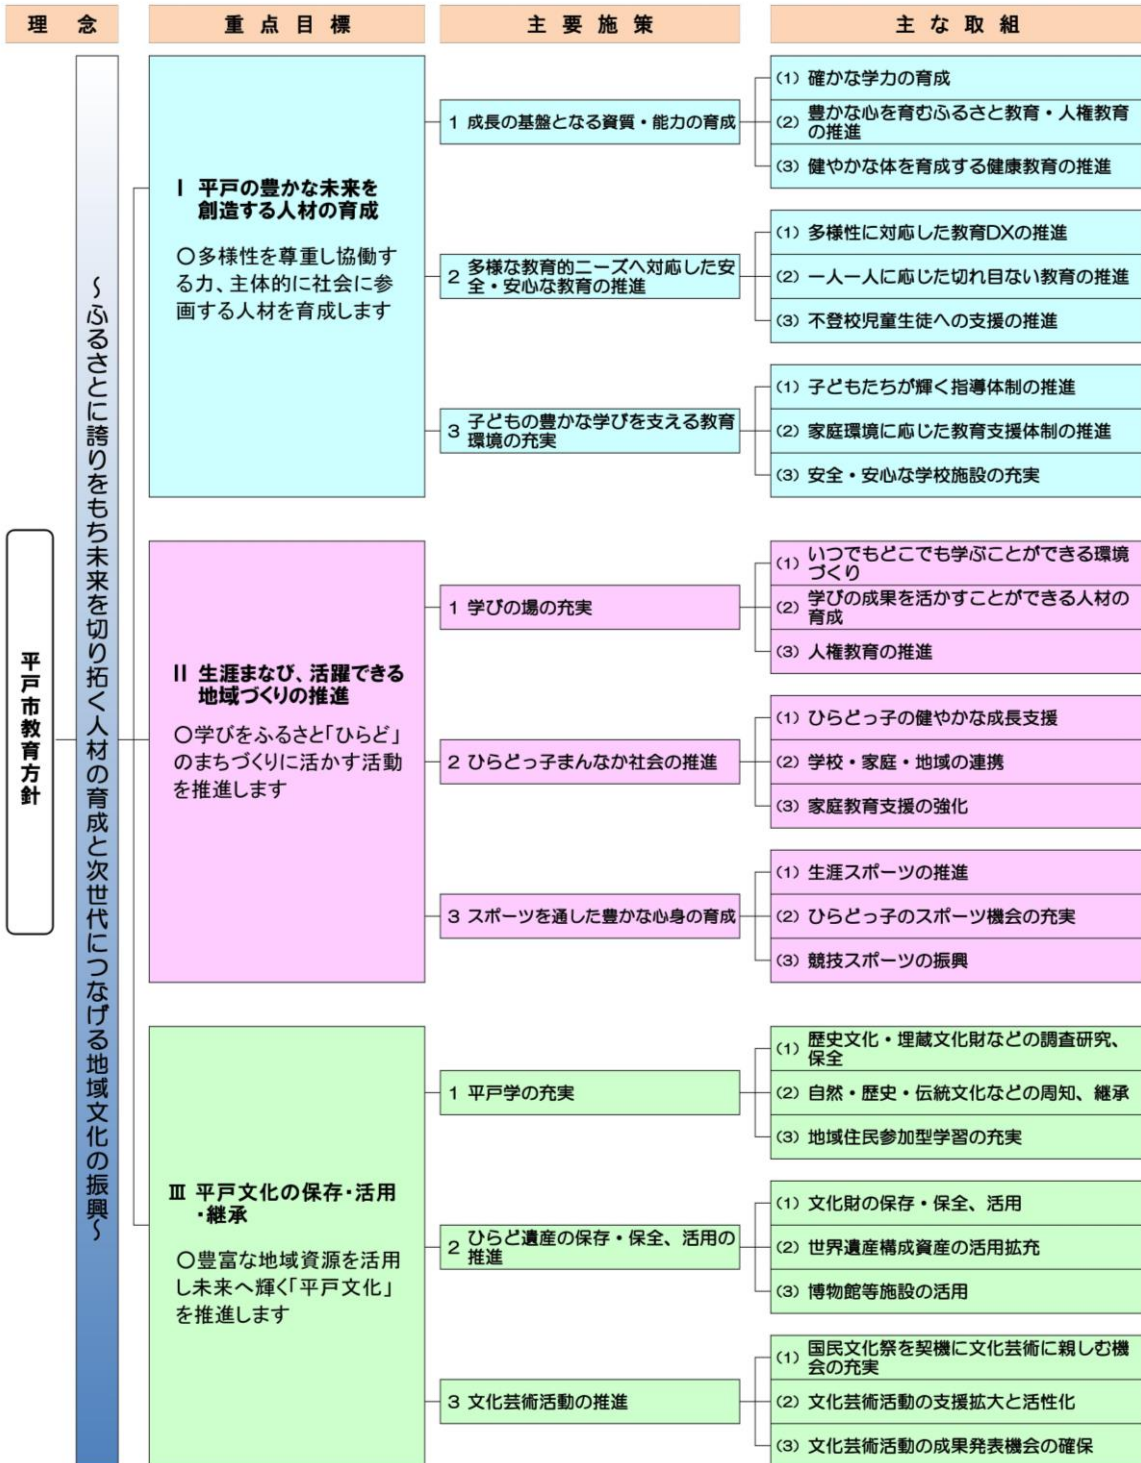 理念
重点目標
主要施策
主な取組
平戸市教育方針
～ふるさとに誇りをもち未来を切り拓く人材の育成と次世代につなげる地域文化の振興～
Ⅰ 平戸の豊かな未来を
創造する人材の育成
○多様性を尊重し協働す
る力、主体的に社会に参
画する人材を育成します
1 成長の基盤となる資質・能力の育成
(1) 確かな学力の育成
(2) 豊かな心を育むふるさと教育・人権教育
の推進
(3) 健やかな体を育成する健康教育の推進
2 多様な教育的ニーズへ対応した安
全・安心な教育の推進
(1) 多様性に対応した教育DXの推進
(2) 一人一人に応じた切れ目ない教育の推進
(3) 不登校児童生徒への支援の推進
3 子どもの豊かな学びを支える教育
環境の充実
(1) 子どもたちが輝く指導体制の推進
(2) 家庭環境に応じた教育支援体制の推進
(3) 安全・安心な学校施設の充実
Ⅱ 生涯まなび、活躍できる
地域づくりの推進
○学びをふるさと「ひらど」
のまちづくりに活かす活動
を推進します
1 学びの場の充実
(1) いつでもどこでも学ぶことができる環境
づくり
(2) 学びの成果を活かすことができる人材の
育成
(3) 人権教育の推進
2 ひらどっ子まんなか社会の推進
(1) ひらどっ子の健やかな成長支援
(2) 学校・家庭・地域の連携
(3) 家庭教育支援の強化
3 スポーツを通した豊かな心身の育成
(1) 生涯スポーツの推進
(2) ひらどっ子のスポーツ機会の充実
(3) 競技スポーツの振興
Ⅲ 平戸文化の保存・活用
・継承
○豊富な地域資源を活用
し未来へ輝く「平戸文化」
を推進します
1 平戸学の充実
(1) 歴史文化・埋蔵文化財などの調査研究、
保全
(2) 自然・歴史・伝統文化などの周知、継承
(3) 地域住民参加型学習の充実
2 ひらど遺産の保存・保全、活用の
推進
(1) 文化財の保存・保全、活用
(2) 世界遺産構成資産の活用拡充
(3) 博物館等施設の活用
3 文化芸術活動の推進
(1) 国民文化祭を契機に文化芸術に親しむ機
会の充実
(2) 文化芸術活動の支援拡大と活性化
(3) 文化芸術活動の成果発表機会の確保